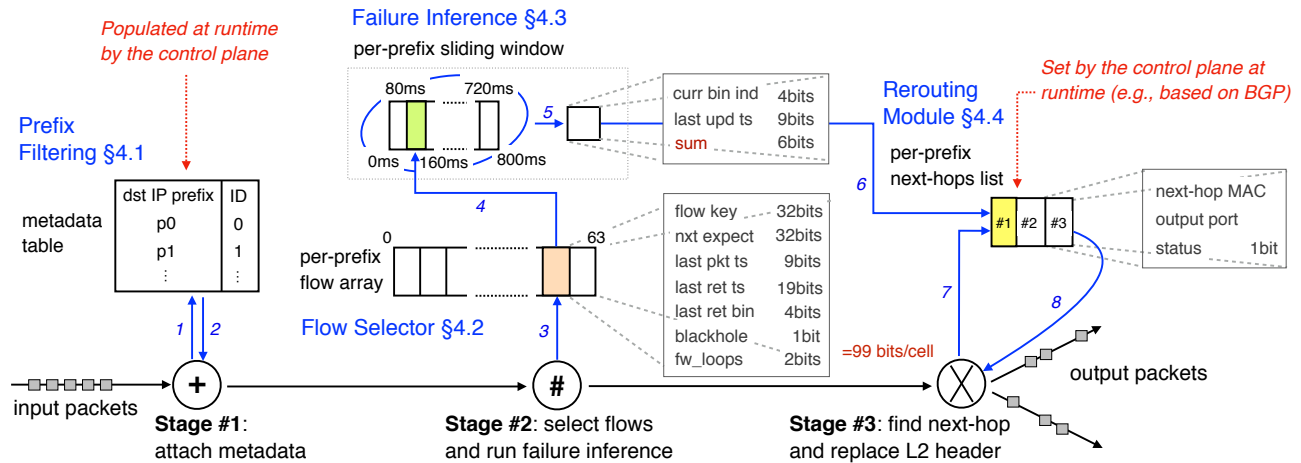 Populated at runtime
by the control plane
Prefix
Filtering §4.1
metadata
table
dst IP prefix ID
p0 0
p1 1
⋮ ⋮
1
2
input packets
+
Stage #1:
attach metadata
Failure Inference §4.3
per-prefix sliding window
80ms 720ms
0ms 160ms 800ms
5
curr bin ind 4bits
last upd ts 9bits
sum 6bits
4
0 63
per-prefix
flow array
Flow Selector §4.2
3
flow key 32bits
nxt expect 32bits
last pkt ts 9bits
last ret ts 19bits
last ret bin 4bits
blackhole 1bit
fw_loops 2bits
=99 bits/cell
#
Stage #2: select flows
and run failure inference
Set by the control plane at
runtime (e.g., based on BGP)
Rerouting
Module §4.4
per-prefix
next-hops list
6
#1 #2 #3
next-hop MAC
output port
status 1bit
7
8
output packets
Stage #3: find next-hop
and replace L2 header